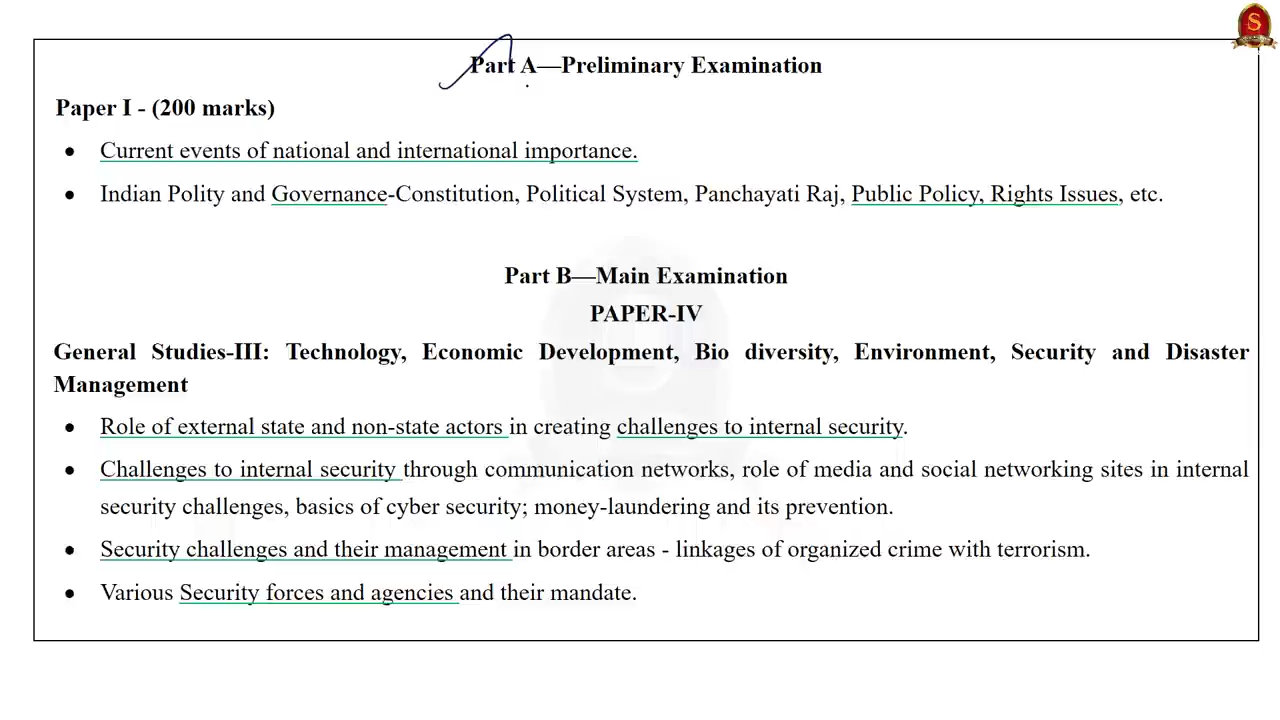 S
Part A—Preliminary Examination
Paper I - (200 marks)
• Current events of national and international importance.
• Indian Polity and Governance-Constitution, Political System, Panchayati Raj, Public Policy, Rights Issues, etc.
Part B—Main Examination
PAPER-IV
General Studies-III: Technology, Economic Development, Bio diversity, Environment, Security and Disaster
Management
• Role of external state and non-state actors in creating challenges to internal security.
• Challenges to internal security through communication networks, role of media and social networking sites in internal
security challenges, basics of cyber security; money-laundering and its prevention.
• Security challenges and their management in border areas - linkages of organized crime with terrorism.
• Various Security forces and agencies and their mandate.